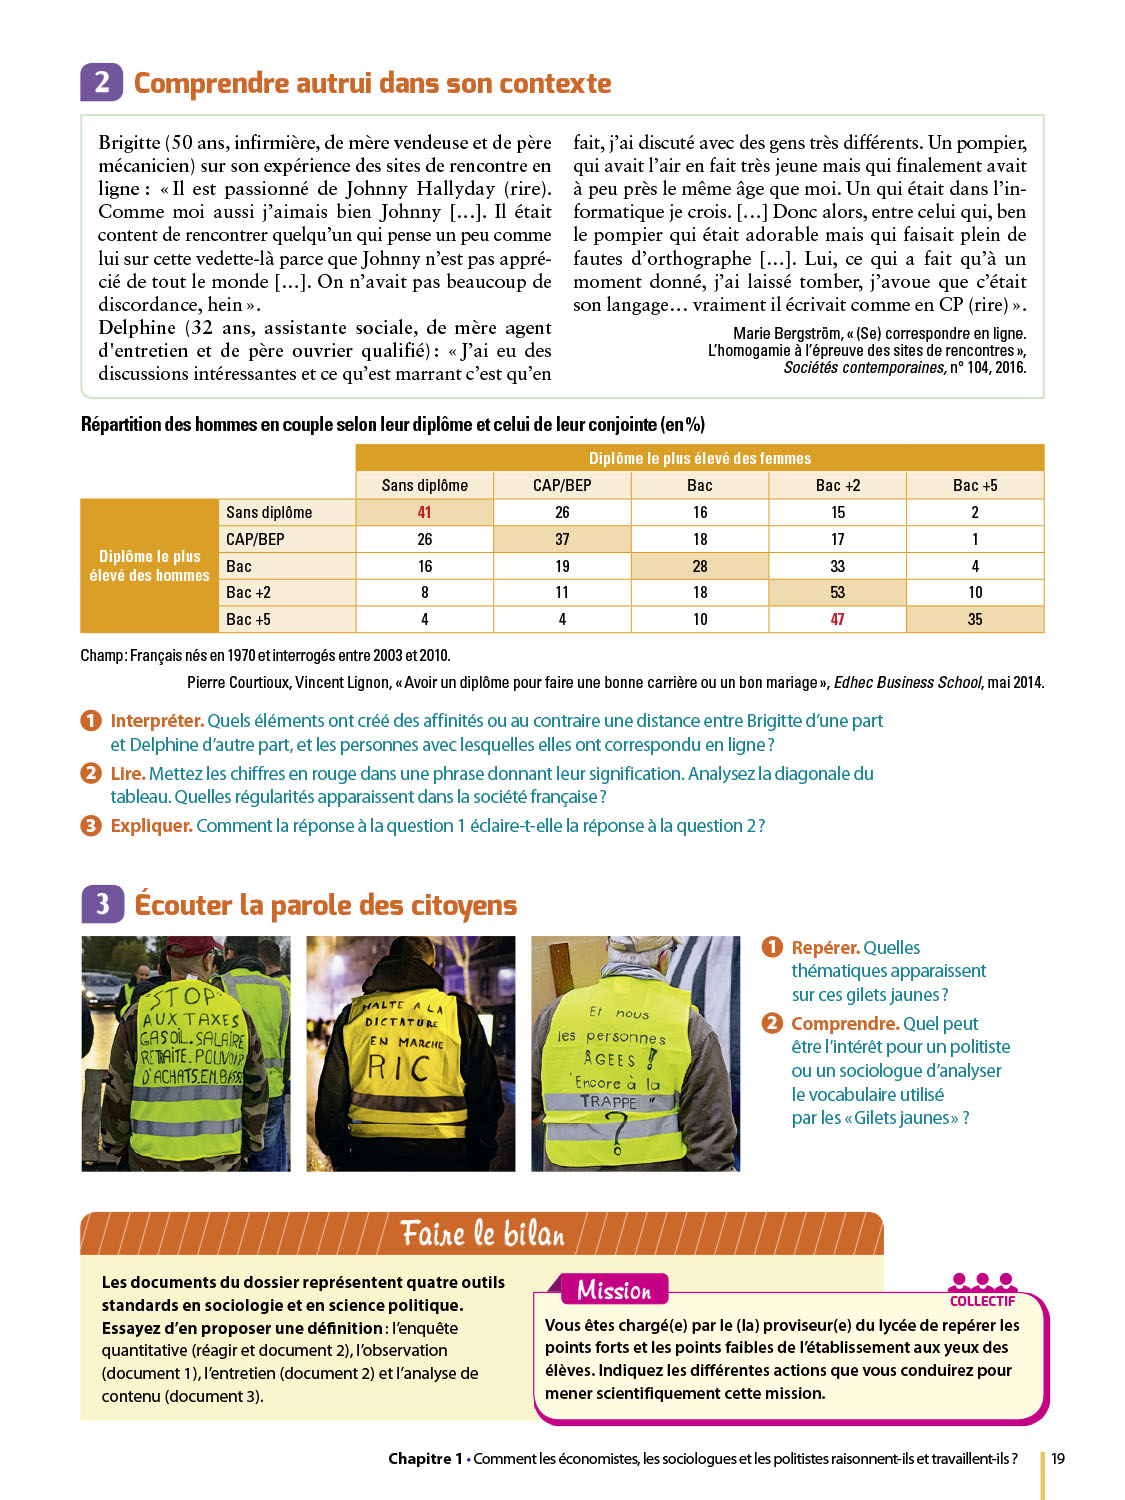 2 Comprendre autrui dans son contexte
Brigitte (50 ans, infirmière, de mère vendeuse et de père
mécanicien) sur son expérience des sites de rencontre en
ligne : « Il est passionné de Johnny Hallyday (rire).
Comme moi aussi j'aimais bien Johnny […]. Il était
content de rencontrer quelqu'un qui pense un peu comme
lui sur cette vedette-là parce que Johnny n'est pas appré-
cié de tout le monde […]. On n'avait pas beaucoup de
discordance, hein ».
Delphine (32 ans, assistante sociale, de mère agent
d'entretien et de père ouvrier qualifié) : « J'ai eu des
discussions intéressantes et ce qu'est marrant c'est qu'en
fait, j'ai discuté avec des gens très différents. Un pompier,
qui avait l'air en fait très jeune mais qui finalement avait
à peu près le même âge que moi. Un qui était dans l'in-
formatique je crois. […] Donc alors, entre celui qui, ben
le pompier qui était adorable mais qui faisait plein de
fautes d'orthographe […]. Lui, ce qui a fait qu'à un
moment donné, j'ai laissé tomber, j'avoue que c'était
son langage… vraiment il écrivait comme en CP (rire) ».
Marie Bergström, « (Se) correspondre en ligne.
L'homogamie à l'épreuve des sites de rencontres »,
Sociétés contemporaines, n° 104, 2016.
Répartition des hommes en couple selon leur diplôme et celui de leur conjointe (en %)
Diplôme le plus élevé des femmes
Sans diplôme CAP/BEP Bac Bac +2 Bac +5
Diplôme le plus
élevé des hommes
Sans diplôme 41 26 16 15 2
CAP/BEP 26 37 18 17 1
Bac 16 19 28 33 4
Bac +2 8 11 18 53 10
Bac +5 4 4 10 47 35
Champ : Français nés en 1970 et interrogés entre 2003 et 2010.
Pierre Courtioux, Vincent Lignon, « Avoir un diplôme pour faire une bonne carrière ou un bon mariage », Edhec Business School, mai 2014.
1 Interpréter. Quels éléments ont créé des affinités ou au contraire une distance entre Brigitte d'une part
et Delphine d'autre part, et les personnes avec lesquelles elles ont correspondu en ligne ?
2 Lire. Mettez les chiffres en rouge dans une phrase donnant leur signification. Analysez la diagonale du
tableau. Quelles régularités apparaissent dans la société française ?
3 Expliquer. Comment la réponse à la question 1 éclaire-t-elle la réponse à la question 2 ?
3 Écouter la parole des citoyens
"STOP"
AUX TAXES
GASOIL. SALAIRE
RETRAITE. POUVOIR
D'ACHATS. EN. BASSE
HALTE A LA
DICTATURE
EN MARCHE
RIC
Et nous
les personnes
ÂGEES !
"Encore à la
TRAPPE"
?
1 Repérer. Quelles
thématiques apparaissent
sur ces gilets jaunes ?
2 Comprendre. Quel peut
être l'intérêt pour un politiste
ou un sociologue d'analyser
le vocabulaire utilisé
par les « Gilets jaunes » ?
Faire le bilan
Les documents du dossier représentent quatre outils
standards en sociologie et en science politique.
Essayez d'en proposer une définition : l'enquête
quantitative (réagir et document 2), l'observation
(document 1), l'entretien (document 2) et l'analyse de
contenu (document 3).
Mission
COLLECTIF
Vous êtes chargé(e) par le (la) proviseur(e) du lycée de repérer les
points forts et les points faibles de l'établissement aux yeux des
élèves. Indiquez les différentes actions que vous conduirez pour
mener scientifiquement cette mission.
Chapitre 1 • Comment les économistes, les sociologues et les politistes raisonnent-ils et travaillent-ils ? 19